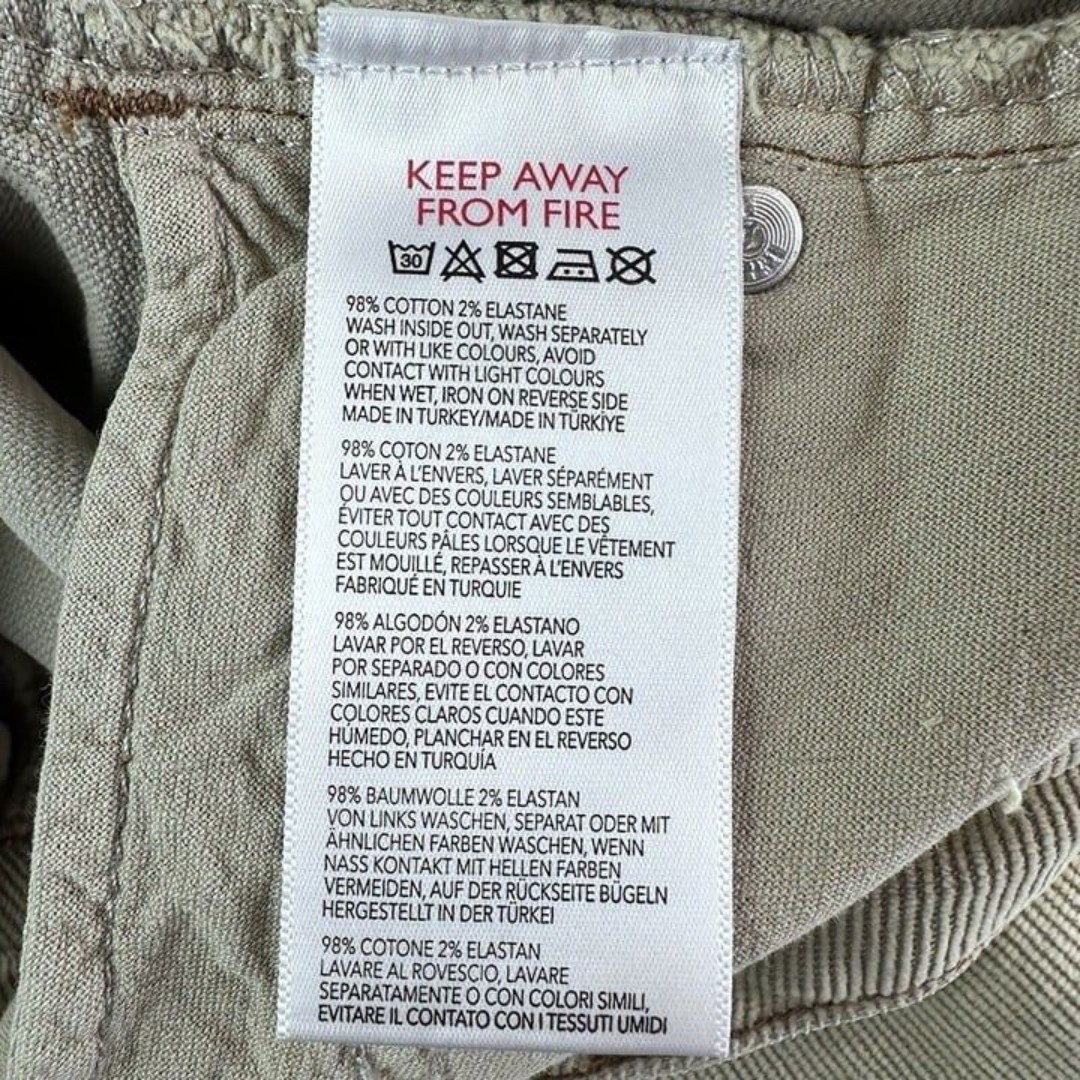 KEEP AWAY
FROM FIRE
30
98% COTTON 2% ELASTANE
WASH INSIDE OUT, WASH SEPARATELY
OR WITH LIKE COLOURS, AVOID
CONTACT WITH LIGHT COLOURS
WHEN WET, IRON ON REVERSE SIDE
MADE IN TURKEY/MADE IN TÜRKİYE
98% COTON 2% ELASTANE
LAVER À L'ENVERS, LAVER SÉPARÉMENT
OU AVEC DES COULEURS SEMBLABLES,
ÉVITER TOUT CONTACT AVEC DES
COULEURS PÂLES LORSQUE LE VÊTEMENT
EST MOUILLÉ, REPASSER À L'ENVERS
FABRIQUÉ EN TURQUIE
98% ALGODÓN 2% ELASTANO
LAVAR POR EL REVERSO, LAVAR
POR SEPARADO O CON COLORES
SIMILARES, EVITE EL CONTACTO CON
COLORES CLAROS CUANDO ESTE
HÚMEDO, PLANCHAR EN EL REVERSO
HECHO EN TURQUÍA
98% BAUMWOLLE 2% ELASTAN
VON LINKS WASCHEN, SEPARAT ODER MIT
ÄHNLICHEN FARBEN WASCHEN, WENN
NASS KONTAKT MIT HELLEN FARBEN
VERMEIDEN, AUF DER RÜCKSEITE BÜGELN
HERGESTELLT IN DER TÜRKEI
98% COTONE 2% ELASTAN
LAVARE AL ROVESCIO, LAVARE
SEPARATAMENTE O CON COLORI SIMILI,
EVITARE IL CONTATO CON I TESSUTI UMIDI